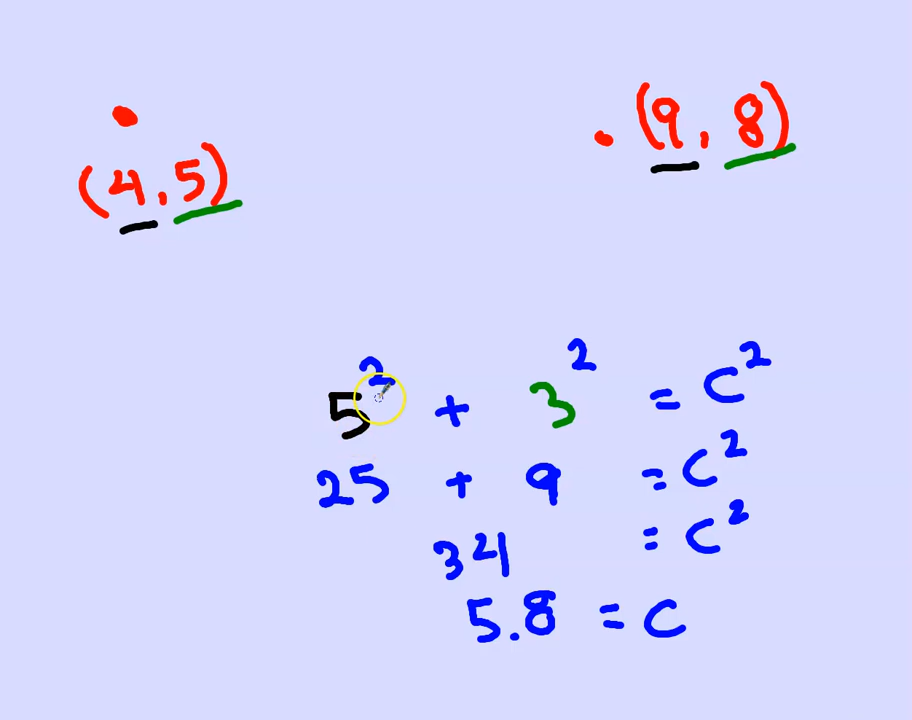 (9, 8)
(4, 5)
5² + 3² = C²
25 + 9 = C²
34 = C²
5.8 = C